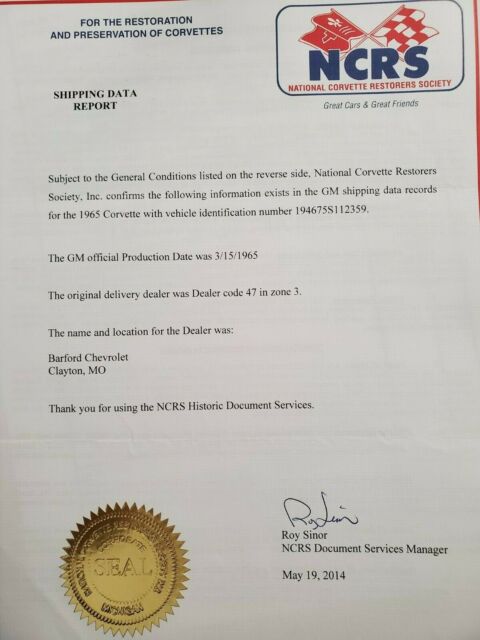 FOR THE RESTORATION
AND PRESERVATION OF CORVETTES
NCRS
NATIONAL CORVETTE RESTORERS SOCIETY
Great Cars & Great Friends
SHIPPING DATA
REPORT
Subject to the General Conditions listed on the reverse side, National Corvette Restorers
Society, Inc. confirms the following information exists in the GM shipping data records
for the 1965 Corvette with vehicle identification number 194675S112359.
The GM official Production Date was 3/15/1965
The original delivery dealer was Dealer code 47 in zone 3.
The name and location for the Dealer was:
Barford Chevrolet
Clayton, MO
Thank you for using the NCRS Historic Document Services.
Roy Sinor
Roy Sinor
NCRS Document Services Manager
May 19, 2014
CORPORATE
SEAL
MICHIGAN